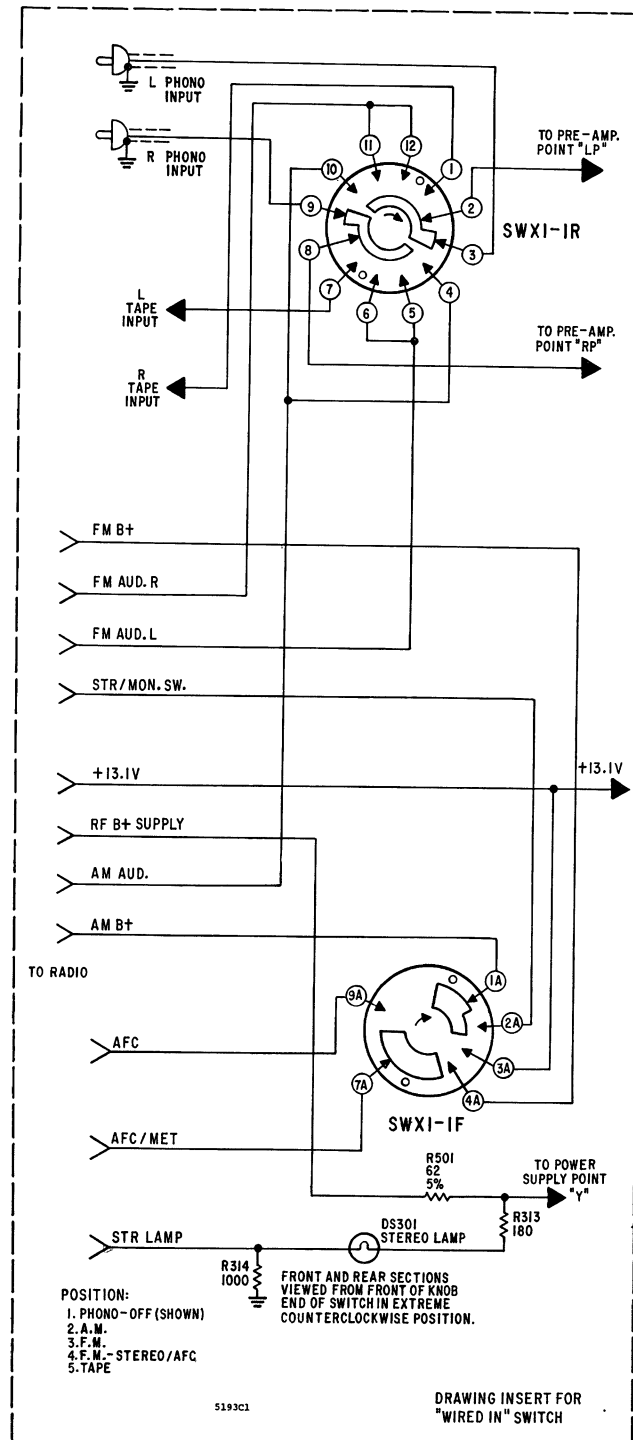 L PHONO
INPUT
R PHONO
INPUT
11
12
10
1
9
2
8
3
7
6
5
4
TO PRE-AMP.
POINT "LP"
SWX1-1R
L
TAPE
INPUT
TO PRE-AMP.
POINT "RP"
R
TAPE
INPUT
FM B+
FM AUD. R
FM AUD. L
STR/MON. SW.
+13.1V
+13.1V
RF B+ SUPPLY
AM AUD.
AM B+
TO RADIO
9A
1A
2A
3A
4A
7A
AFC
SWX1-1F
AFC/MET
R501
62
5%
TO POWER
SUPPLY POINT
"Y"
R313
180
DS301
STEREO LAMP
STR LAMP
R314
1000
FRONT AND REAR SECTIONS
VIEWED FROM FRONT OF KNOB
END OF SWITCH IN EXTREME
COUNTERCLOCKWISE POSITION.
POSITION:
1. PHONO-OFF (SHOWN)
2. A.M.
3. F.M.
4. F.M.-STEREO/AFC
5. TAPE
5193C1
DRAWING INSERT FOR
"WIRED IN" SWITCH